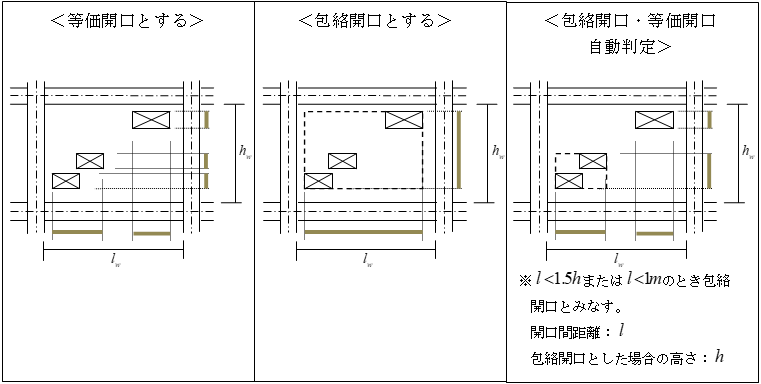 ＜等価開口とする＞
h_w
l_w
＜包絡開口とする＞
h_w
l_w
＜包絡開口・等価開口
自動判定＞
h_w
l_w
※ l<1.5hまたは l<1mのとき包絡
開口とみなす。
開口間距離： l
包絡開口とした場合の高さ： h